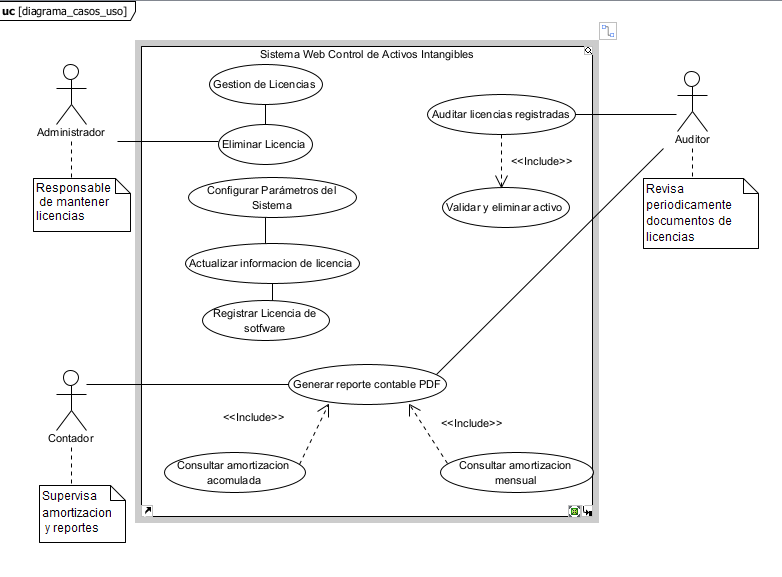 uc [diagrama_casos_uso]
Sistema Web Control de Activos Intangibles
Gestion de Licencias
Eliminar Licencia
Administrador
Responsable
de mantener
licencias
Configurar Parámetros del
Sistema
Actualizar informacion de licencia
Registrar Licencia de
sotfware
Auditar licencias registradas
<<Include>>
Validar y eliminar activo
Auditor
Revisa
periodicamente
documentos de
licencias
Generar reporte contable PDF
Contador
<<Include>>
<<Include>>
Consultar amortizacion
acomulada
Consultar amortizacion
mensual
Supervisa
amortizacion
y reportes